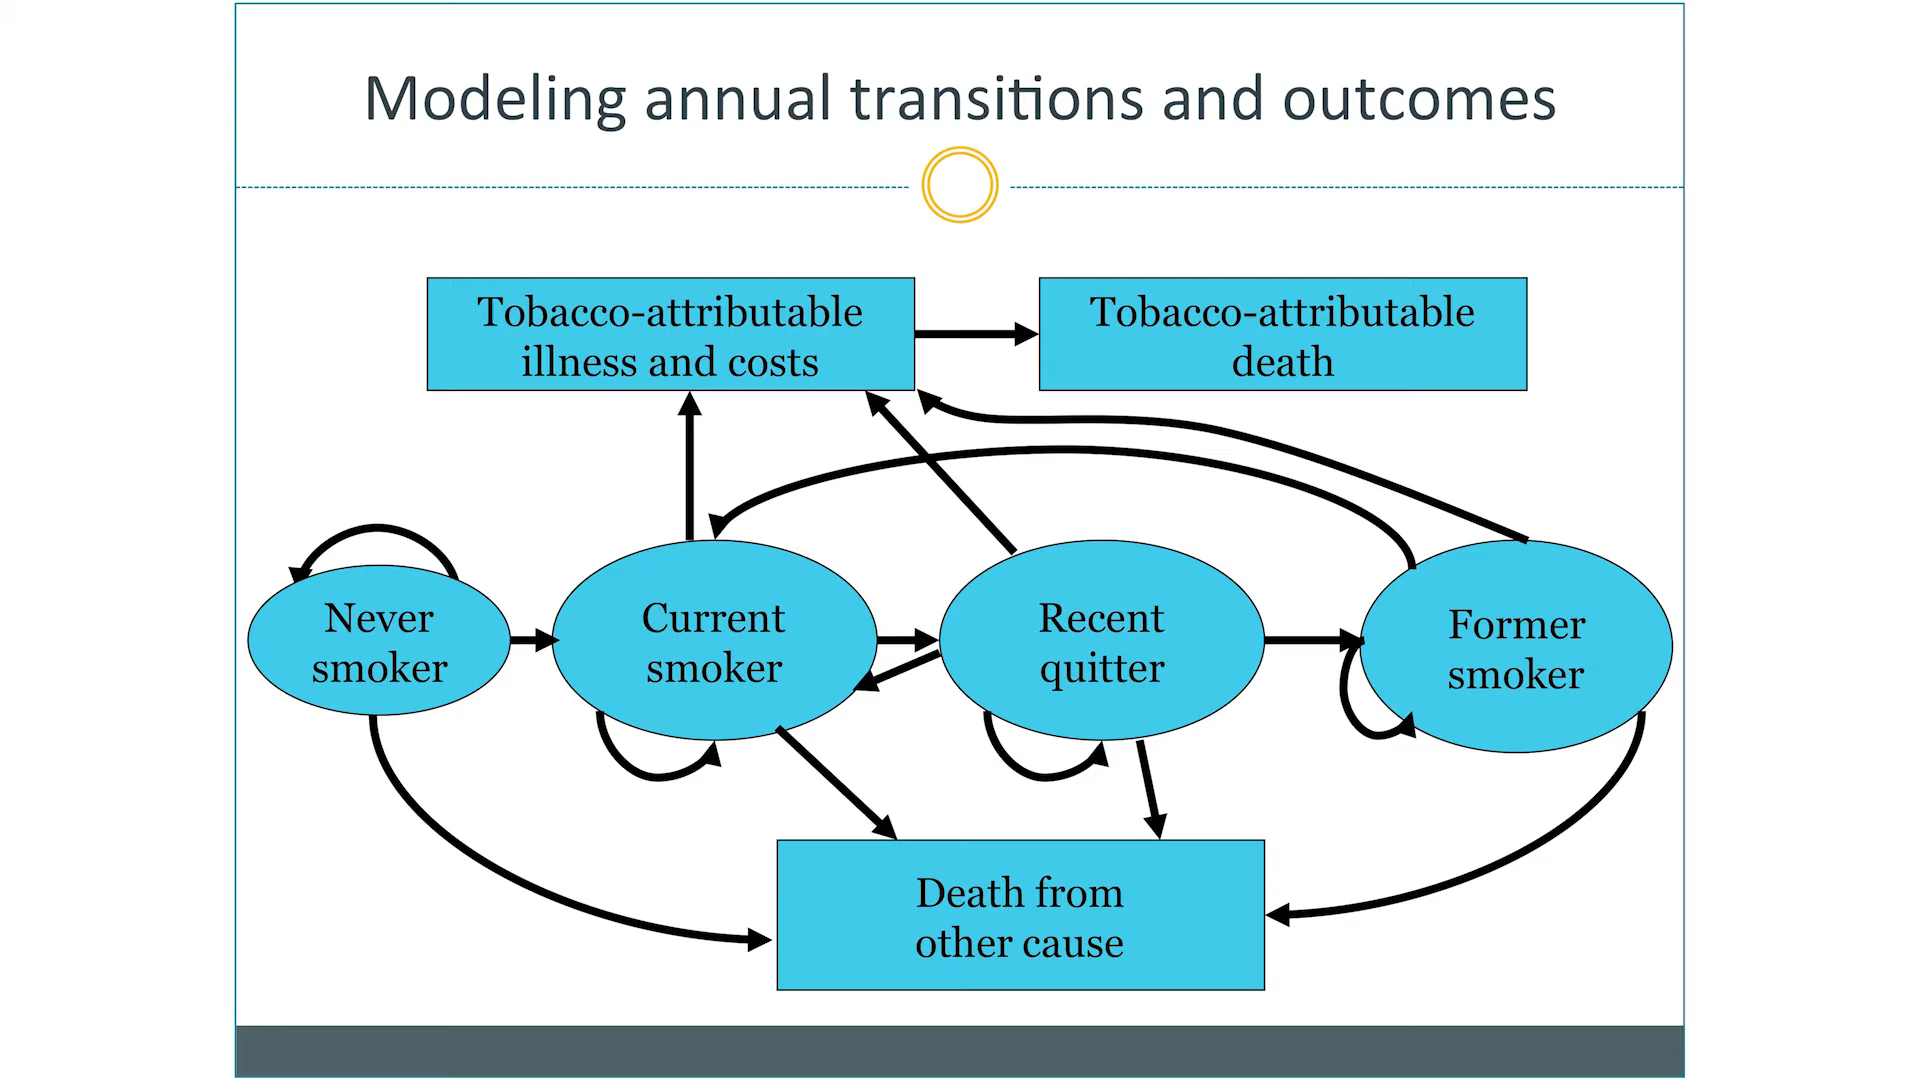 Modeling annual transitions and outcomes
Tobacco-attributable
illness and costs
Tobacco-attributable
death
Never
smoker
Current
smoker
Recent
quitter
Former
smoker
Death from
other cause